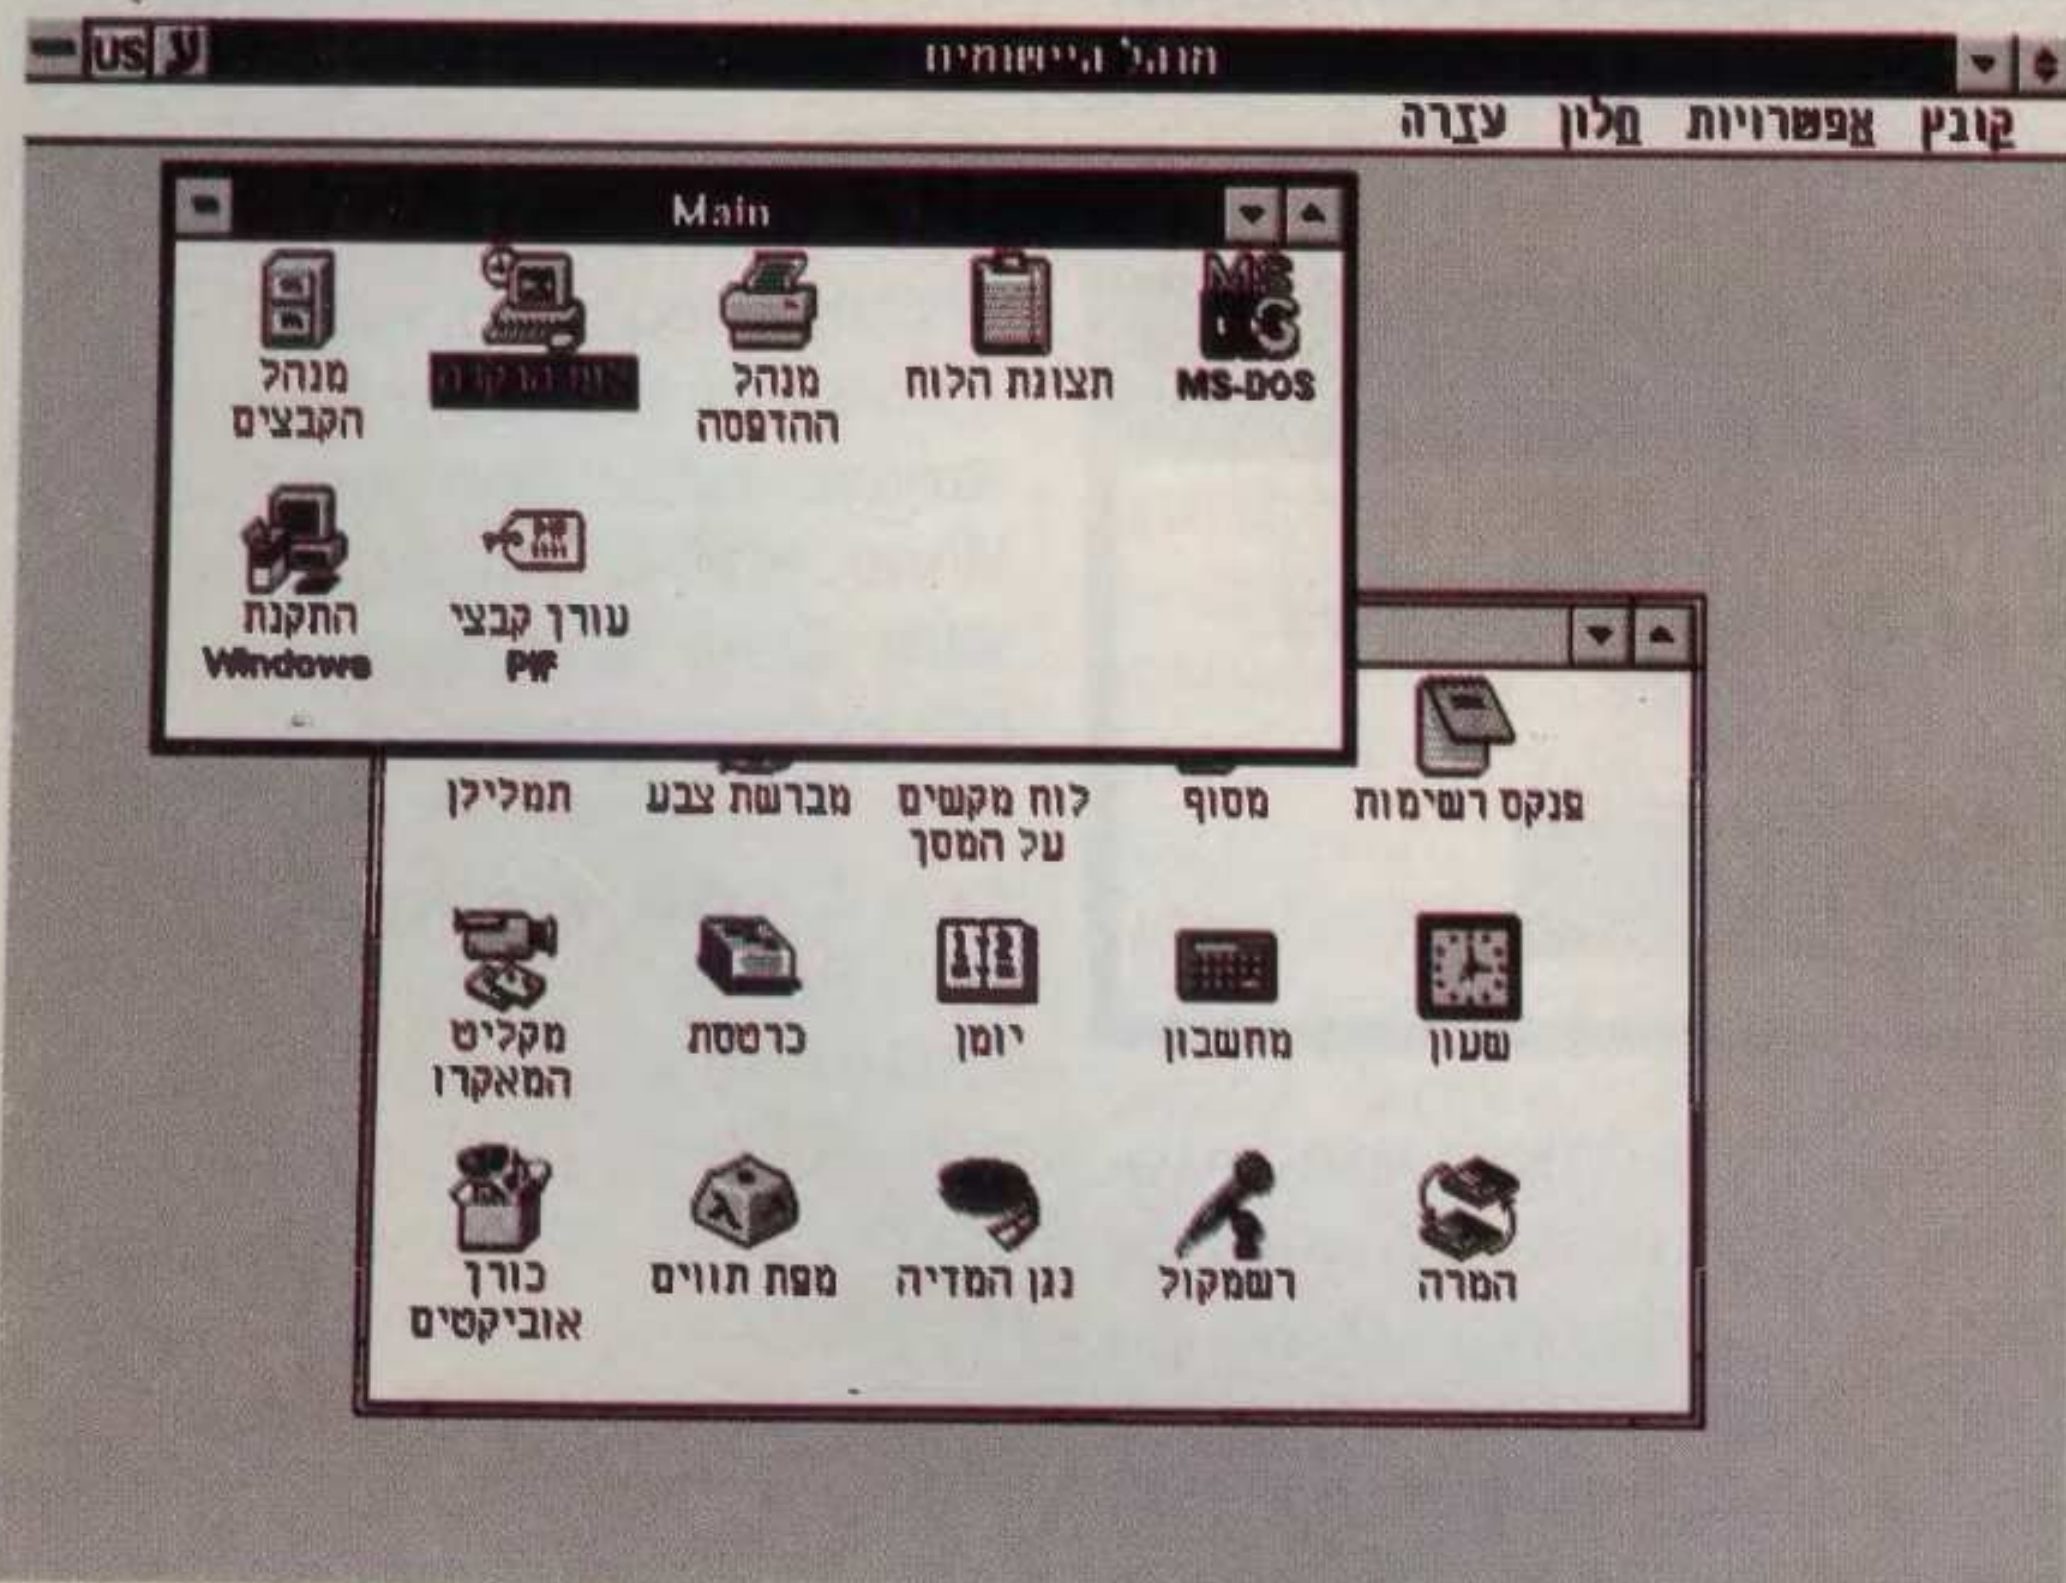 US ע
מנהל היישומים
קובץ אפשרויות חלון עזרה
Main
מנהל
הקבצים
מנהל
ההדפסה
תצוגת הלוח
MS-DOS
התקנת
Windows
עורך קבצי
PIF
תמלילן
מברשת צבע
לוח מקשים
על המסך
מסוף
פנקס רשימות
מקליט
המאקרו
כרטסת
יומן
מחשבון
שעון
כורך
אוביקטים
מפת תווים
נגן המדיה
רשמקול
המרה